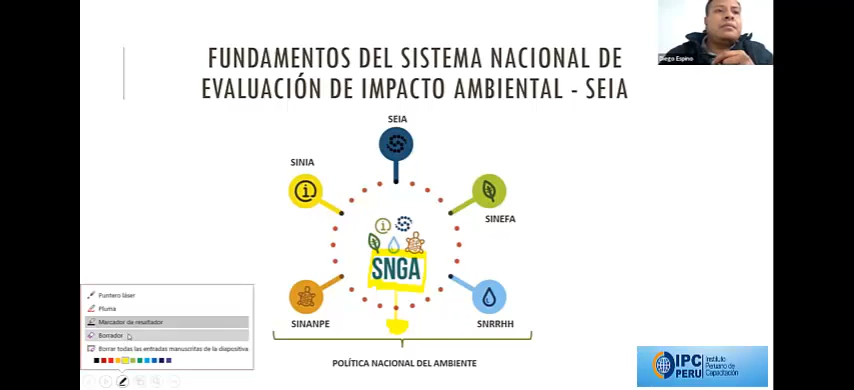 Diego Espino
FUNDAMENTOS DEL SISTEMA NACIONAL DE
EVALUACIÓN DE IMPACTO AMBIENTAL - SEIA
SEIA
SINIA
SINEFA
SNGA
SINANPE
SNRRHH
POLÍTICA NACIONAL DEL AMBIENTE
Puntero láser
Pluma
Marcador de resaltador
Borrador
Borrar todas las entradas manuscritas de la diapositiva
IPC
PERU
Instituto
Peruano de
Capacitación